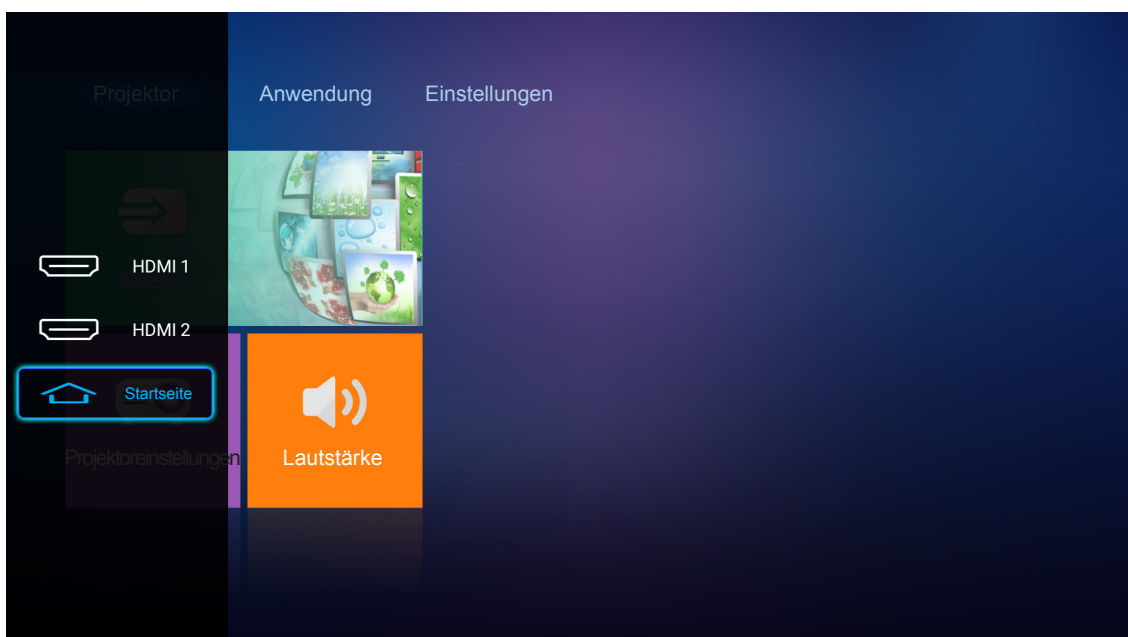 Projektor
Anwendung
Einstellungen
HDMI 1
HDMI 2
Startseite
Projektoreinstellungen
Lautstärke